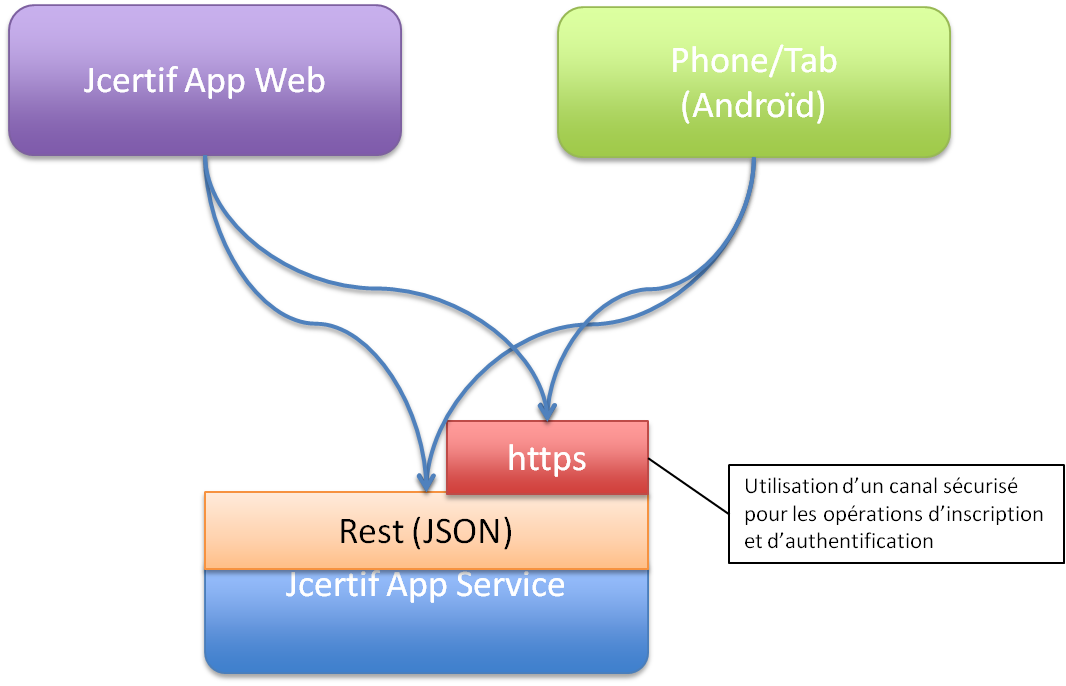 Jcertif App Web
Phone/Tab
(Androïd)
https
Utilisation d’un canal sécurisé
pour les opérations d’inscription
et d’authentification
Rest (JSON)
Jcertif App Service